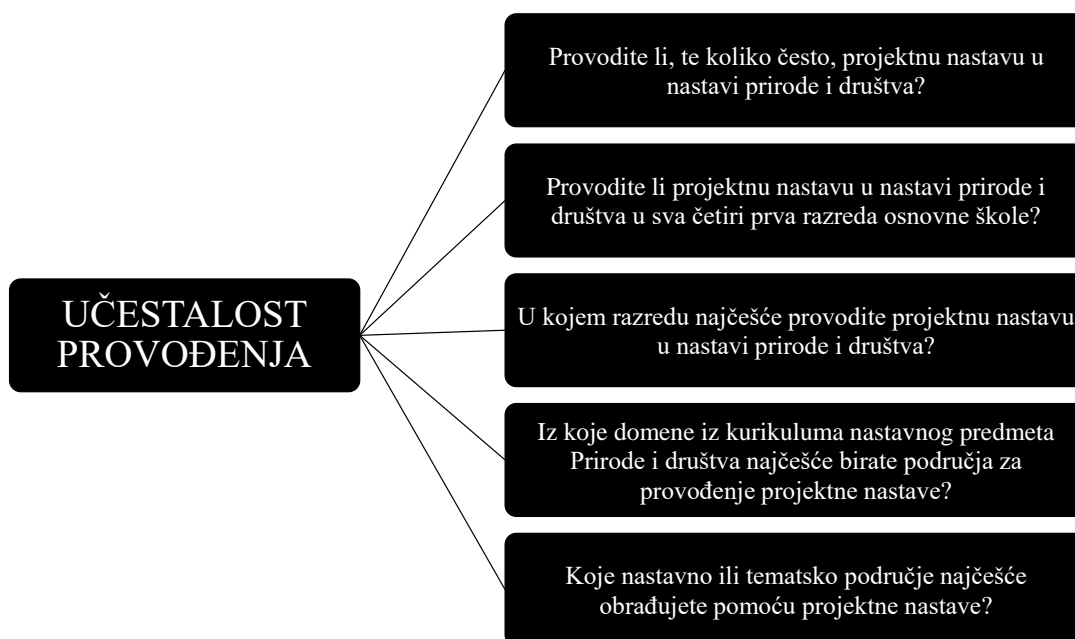 UČESTALOST
PROVOĐENJA
Provodite li, te koliko često, projektnu nastavu u
nastavi prirode i društva?
Provodite li projektnu nastavu u nastavi prirode i
društva u sva četiri prva razreda osnovne škole?
U kojem razredu najčešće provodite projektnu nastavu
u nastavi prirode i društva?
Iz koje domene iz kurikuluma nastavnog predmeta
Prirode i društva najčešće birate područja za
provođenje projektne nastave?
Koje nastavno ili tematsko područje najčešće
obrađujete pomoću projektne nastave?